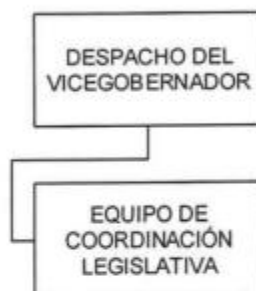 DESPACHO DEL
VICEGOBERNADOR
EQUIPO DE
COORDINACIÓN
LEGISLATIVA